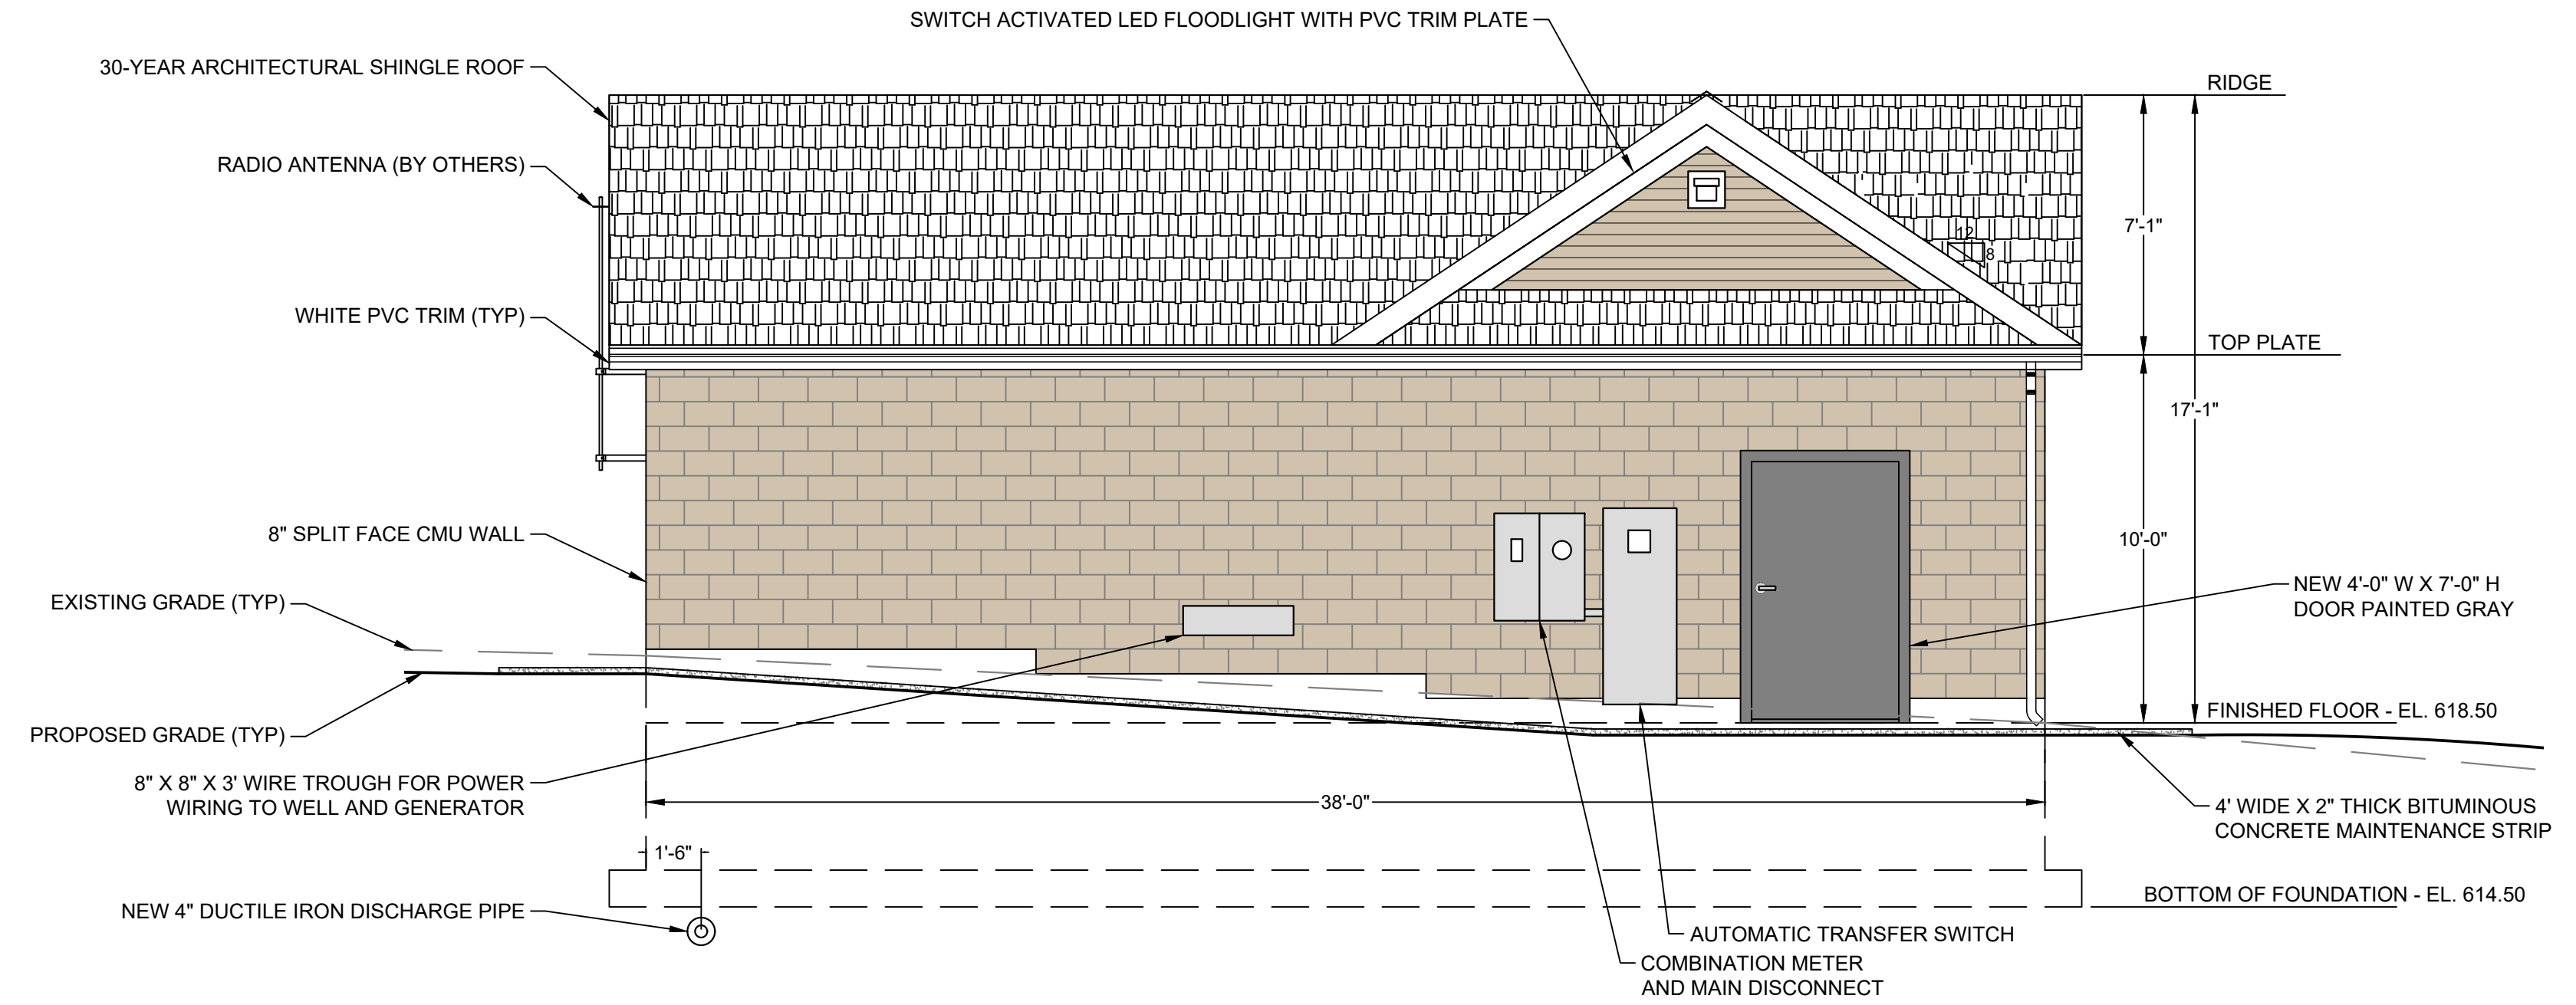 SWITCH ACTIVATED LED FLOODLIGHT WITH PVC TRIM PLATE
30-YEAR ARCHITECTURAL SHINGLE ROOF
RIDGE
RADIO ANTENNA (BY OTHERS)
7'-1"
12
8
WHITE PVC TRIM (TYP)
TOP PLATE
17'-1"
8" SPLIT FACE CMU WALL
10'-0"
NEW 4'-0" W X 7'-0" H
DOOR PAINTED GRAY
EXISTING GRADE (TYP)
FINISHED FLOOR - EL. 618.50
PROPOSED GRADE (TYP)
8" X 8" X 3' WIRE TROUGH FOR POWER
WIRING TO WELL AND GENERATOR
38'-0"
4' WIDE X 2" THICK BITUMINOUS
CONCRETE MAINTENANCE STRIP
1'-6"
BOTTOM OF FOUNDATION - EL. 614.50
NEW 4" DUCTILE IRON DISCHARGE PIPE
AUTOMATIC TRANSFER SWITCH
COMBINATION METER
AND MAIN DISCONNECT